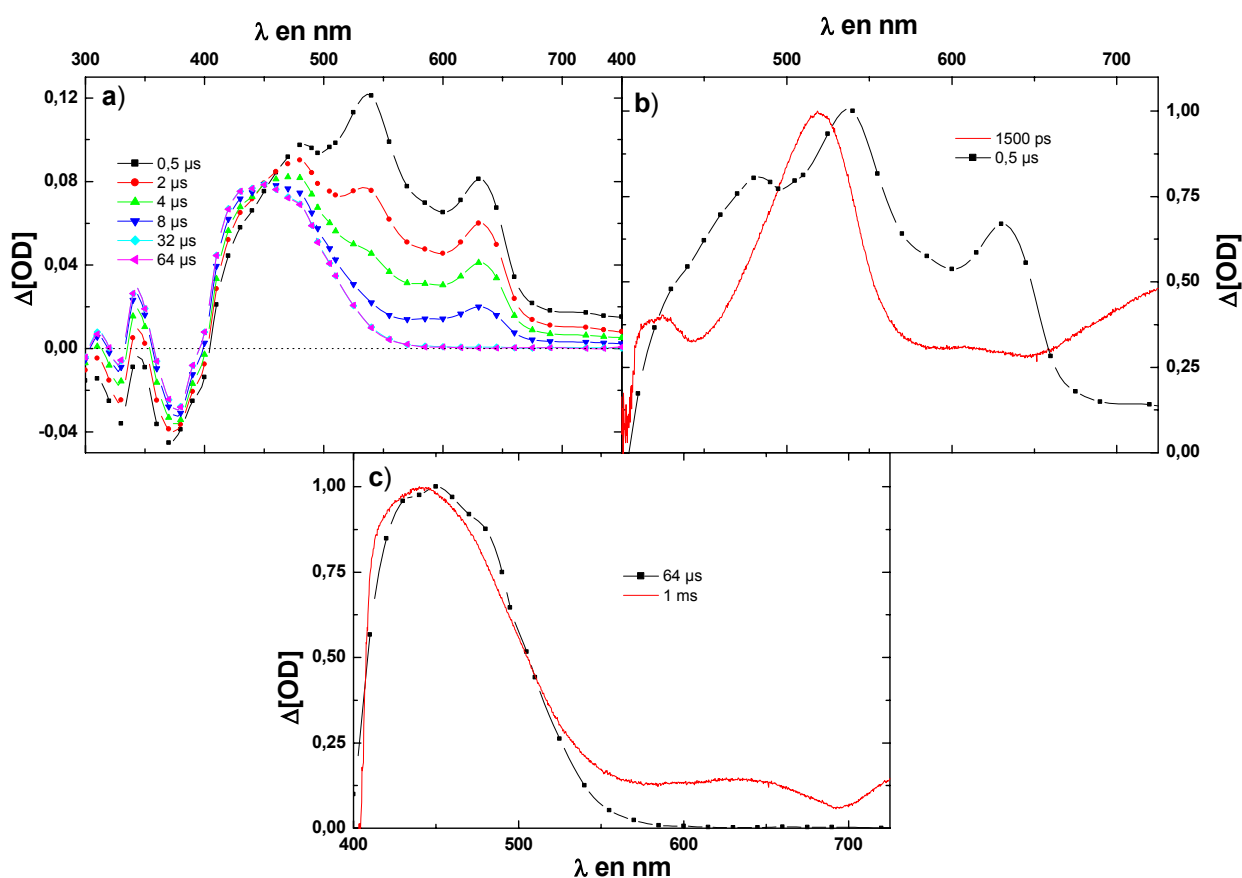 λ en nm
λ en nm
300 400 500 600 700
400 500 600 700
a)
b)
0,12
0,08
0,04
0,00
-0,04
Δ[OD]
0,5 µs
2 µs
4 µs
8 µs
32 µs
64 µs
1500 ps
0,5 µs
1,00
0,75
0,50
0,25
0,00
Δ[OD]
c)
1,00
0,75
0,50
0,25
0,00
Δ[OD]
64 µs
1 ms
400 500 600 700
λ en nm